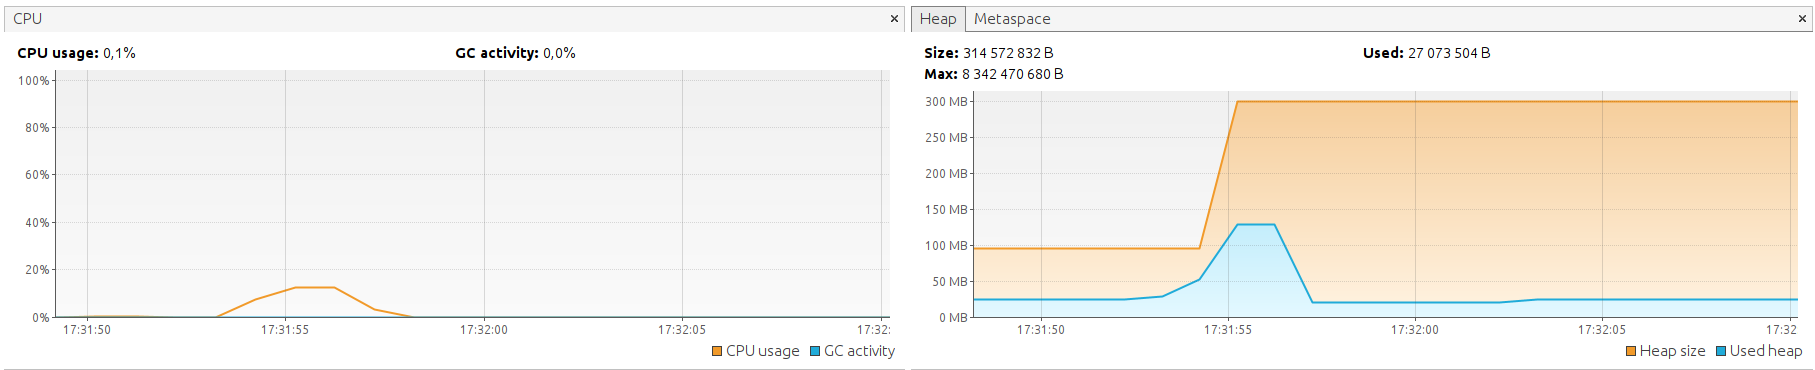 CPU ×
CPU usage: 0,1% GC activity: 0,0%
100%
80%
60%
40%
20%
0%
17:31:50 17:31:55 17:32:00 17:32:05 17:32:
CPU usage GC activity
Heap Metaspace ×
Size: 314 572 832 B Used: 27 073 504 B
Max: 8 342 470 680 B
300 MB
250 MB
200 MB
150 MB
100 MB
50 MB
0 MB
17:31:50 17:31:55 17:32:00 17:32:05 17:32
Heap size Used heap